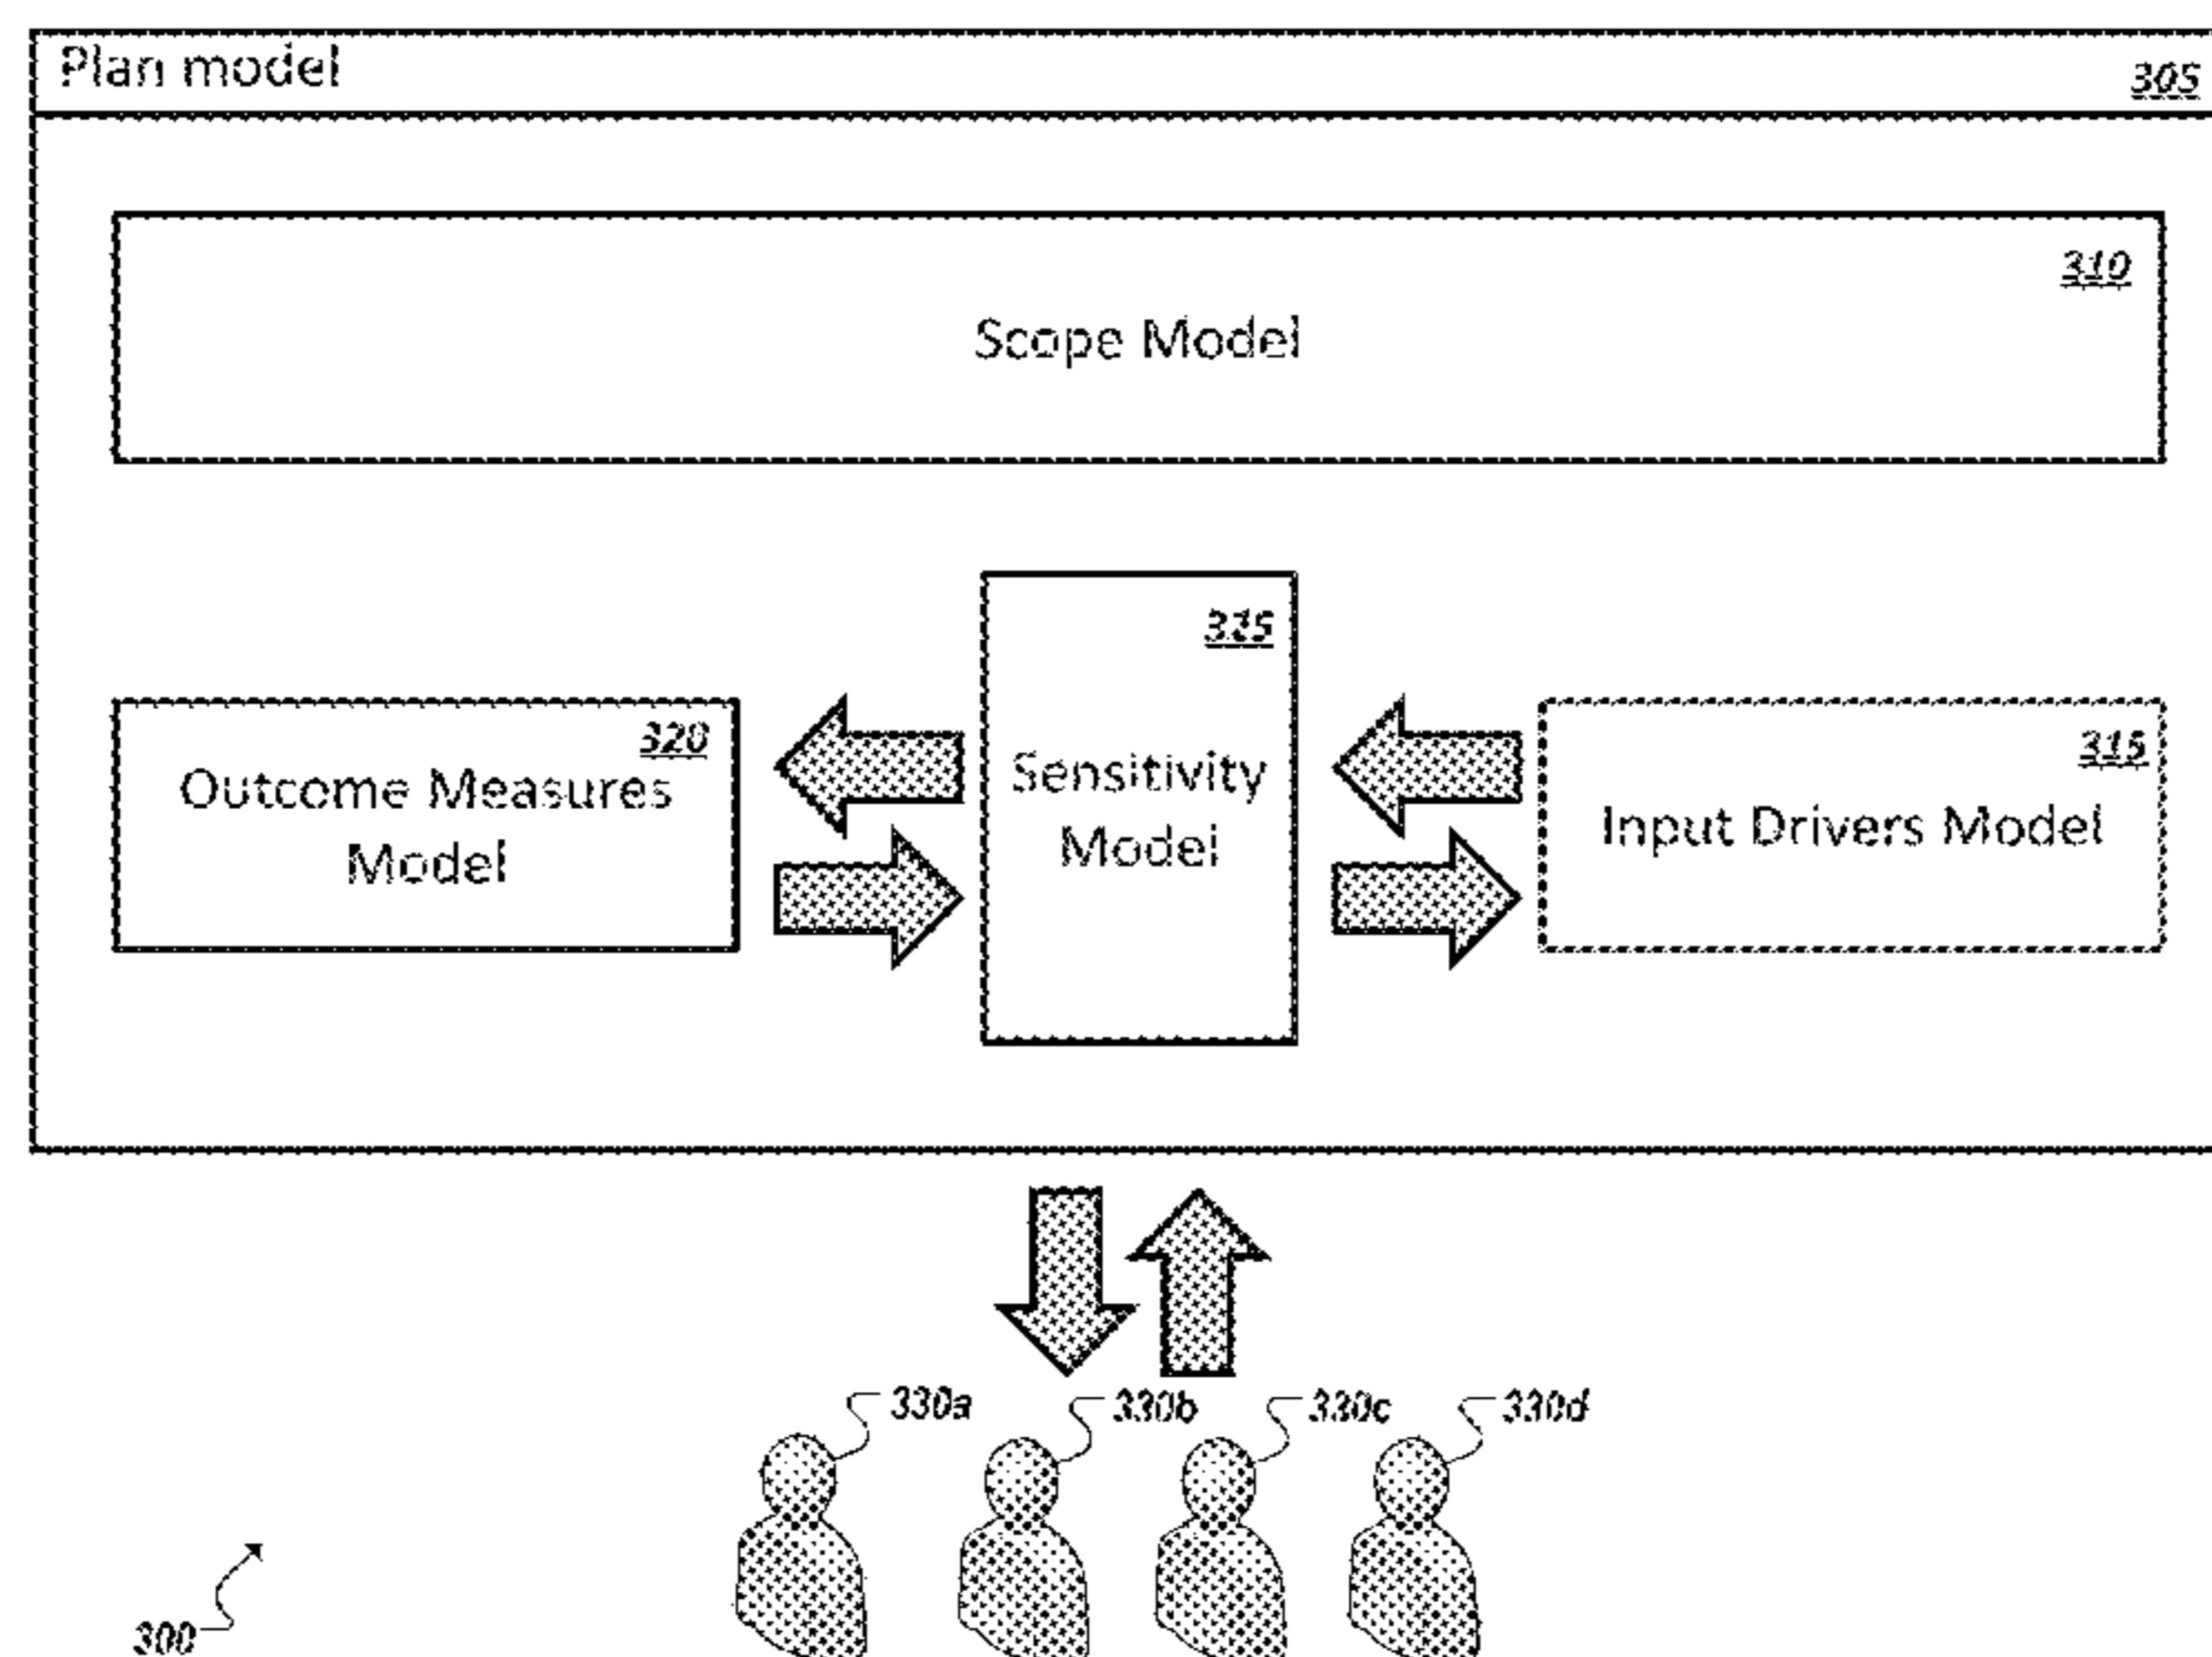 Plan model
305
310
Scope Model
325
320
Outcome Measures
Model
Sensitivity
Model
315
Input Drivers Model
330a
330b
330c
330d
300